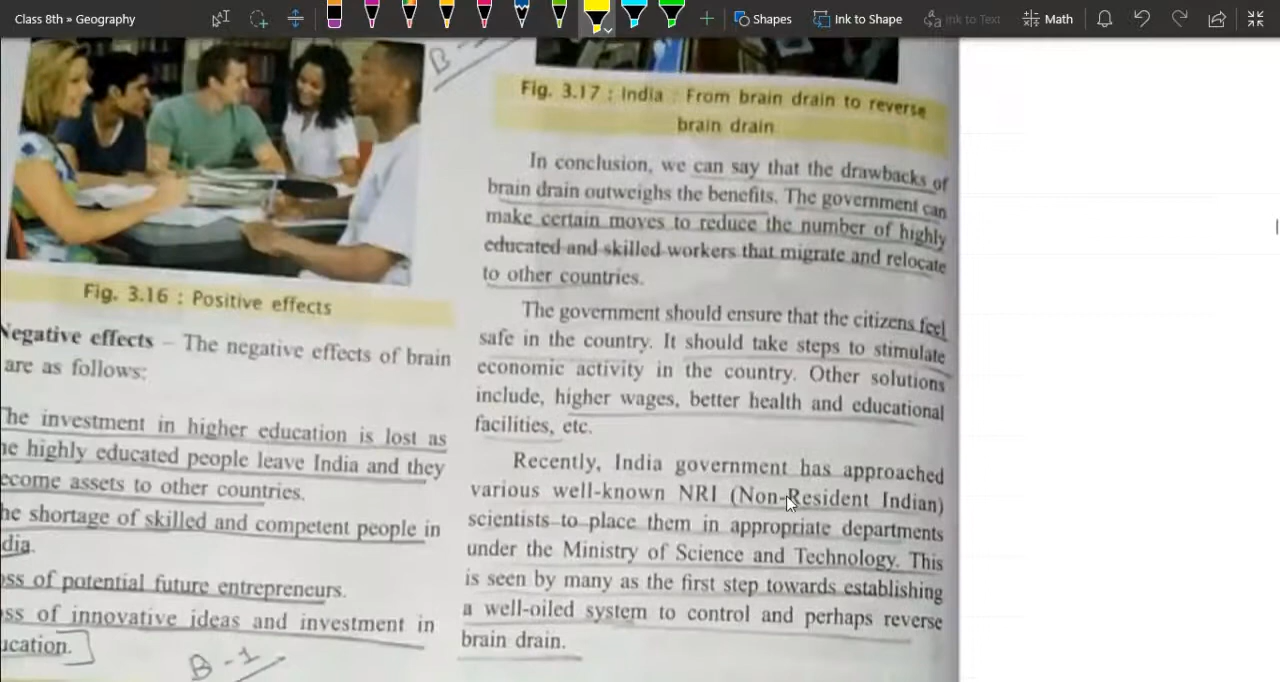 Class 8th » Geography
Shapes
Ink to Shape
Ink to Text
Math
B-
Fig. 3.16 : Positive effects
Negative effects – The negative effects of brain
are as follows:
The investment in higher education is lost as
highly educated people leave India and they
become assets to other countries.
The shortage of skilled and competent people in
dia.
oss of potential future entrepreneurs.
oss of innovative ideas and investment in
ucation.
B-1
Fig. 3.17 : India : From brain drain to reverse
brain drain
In conclusion, we can say that the drawbacks of
brain drain outweighs the benefits. The government can
make certain moves to reduce the number of highly
educated and skilled workers that migrate and relocate
to other countries.
The government should ensure that the citizens feel
safe in the country. It should take steps to stimulate
economic activity in the country. Other solutions
include, higher wages, better health and educational
facilities, etc.
Recently, India government has approached
various well-known NRI (Non-Resident Indian)
scientists to place them in appropriate departments
under the Ministry of Science and Technology. This
is seen by many as the first step towards establishing
a well-oiled system to control and perhaps reverse
brain drain.